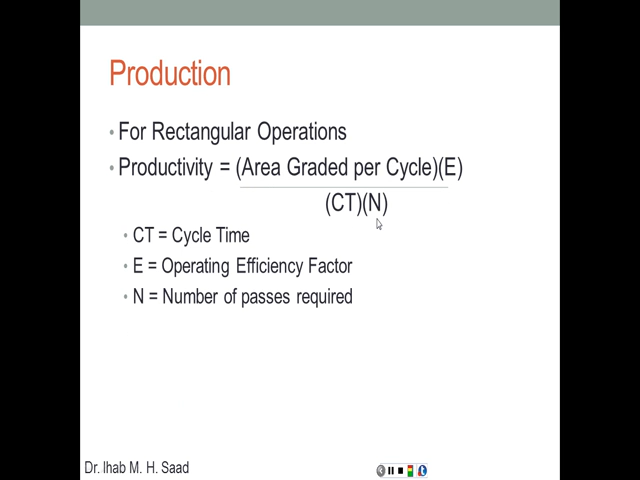 Production
• For Rectangular Operations
• Productivity = (Area Graded per Cycle)(E)
(CT)(N)
• CT = Cycle Time
• E = Operating Efficiency Factor
• N = Number of passes required
Dr. Ihab M. H. Saad